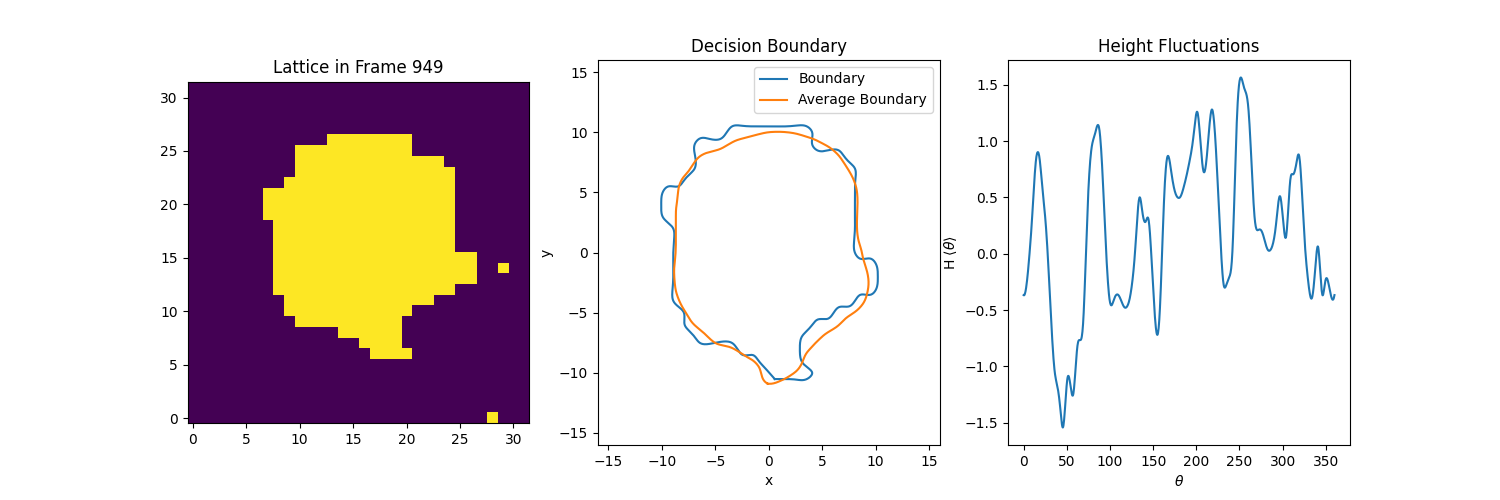 Lattice in Frame 949
30
25
20
15
10
5
0
0 5 10 15 20 25 30
Decision Boundary
Boundary
Average Boundary
15
10
5
0
−5
−10
−15
y
−15 −10 −5 0 5 10 15
x
Height Fluctuations
1.5
1.0
0.5
0.0
−0.5
−1.0
−1.5
H (θ)
0 50 100 150 200 250 300 350
θ